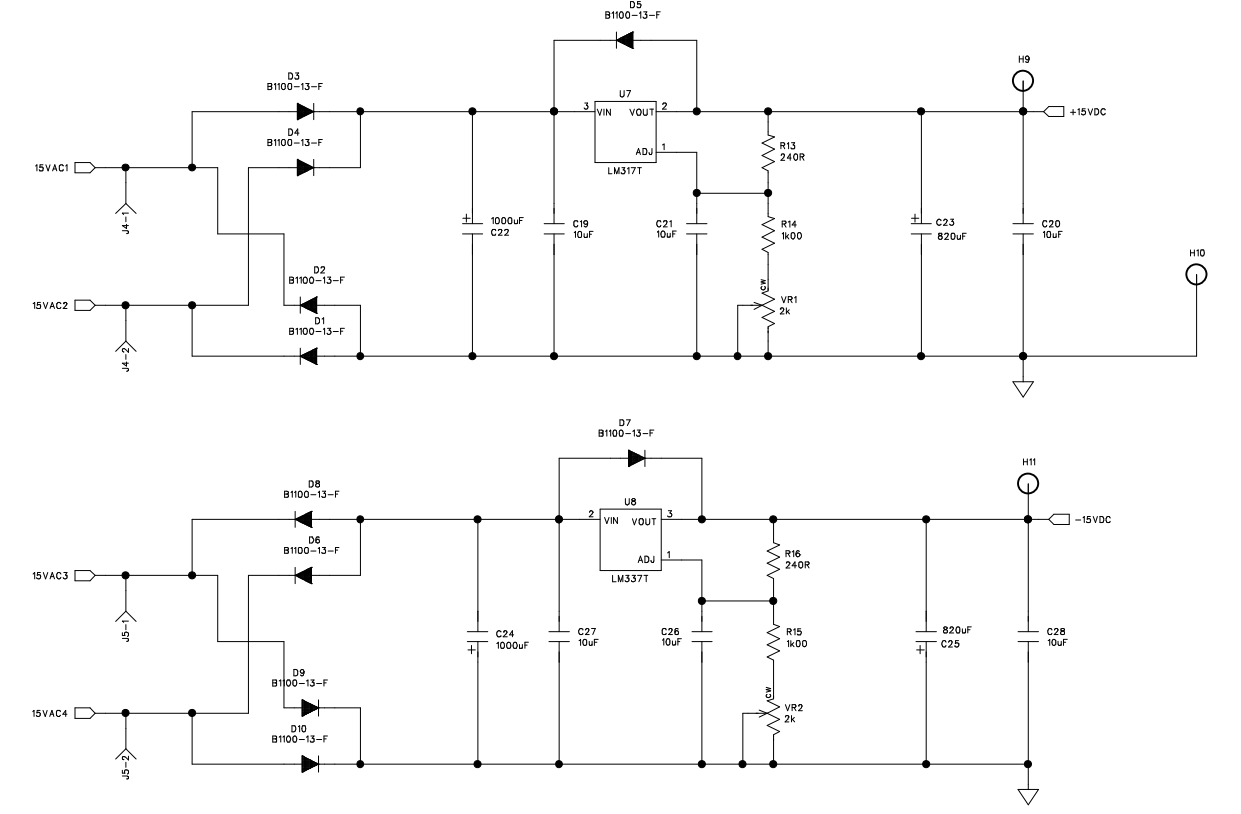 D5
B1100-13-F
H9
D3
B1100-13-F
U7
3
VIN
VOUT
2
+15VDC
D4
B1100-13-F
ADJ
1
R13
240R
15VAC1
LM317T
J4-1
+
1000uF
C22
C19
10uF
C21
10uF
R14
1k00
+
C23
820uF
C20
10uF
H10
D2
B1100-13-F
CW
15VAC2
VR1
2k
D1
B1100-13-F
J4-2
D7
B1100-13-F
H11
D8
B1100-13-F
U8
2
VIN
VOUT
3
-15VDC
D6
B1100-13-F
ADJ
1
R16
240R
15VAC3
LM337T
J5-1
C24
1000uF
+
C27
10uF
C26
10uF
R15
1k00
820uF
C25
+
C28
10uF
D9
B1100-13-F
CW
15VAC4
VR2
2k
D10
B1100-13-F
J5-2